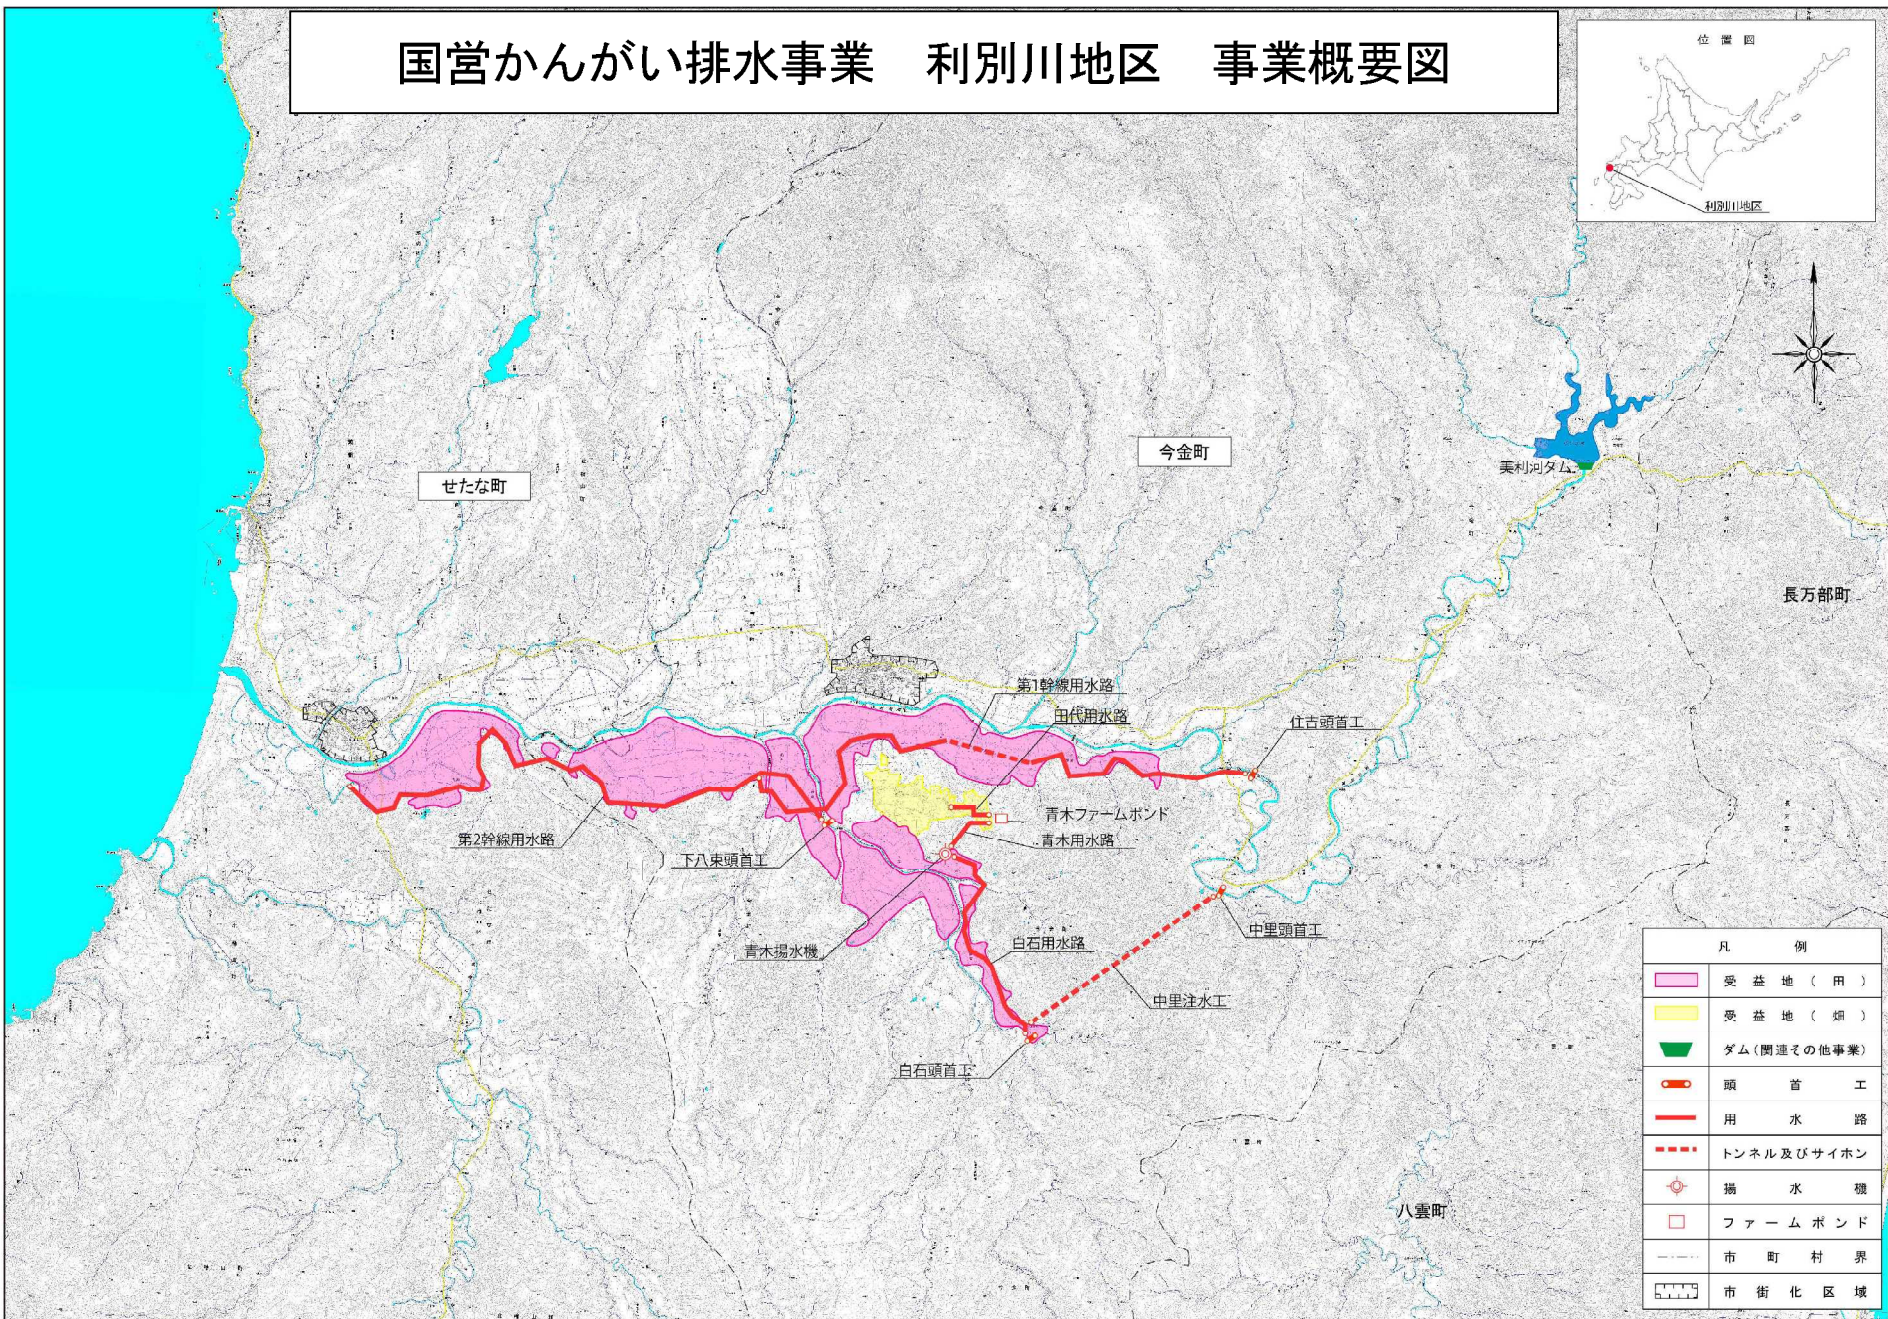 国営かんがい排水事業　利別川地区　事業概要図
位置図
利別川地区
今金町
せたな町
美利河ダム
長万部町
第1幹線用水路
田代用水路
住吉頭首工
青木ファームポンド
青木用水路
第2幹線用水路
下八束頭首工
青木揚水機
白石用水路
中里頭首工
中里注水工
白石頭首工
八雲町
凡例
受益地（田）
受益地（畑）
ダム(関連その他事業)
頭首工
用水路
トンネル及びサイホン
揚水機
ファームポンド
市町村界
市街化区域